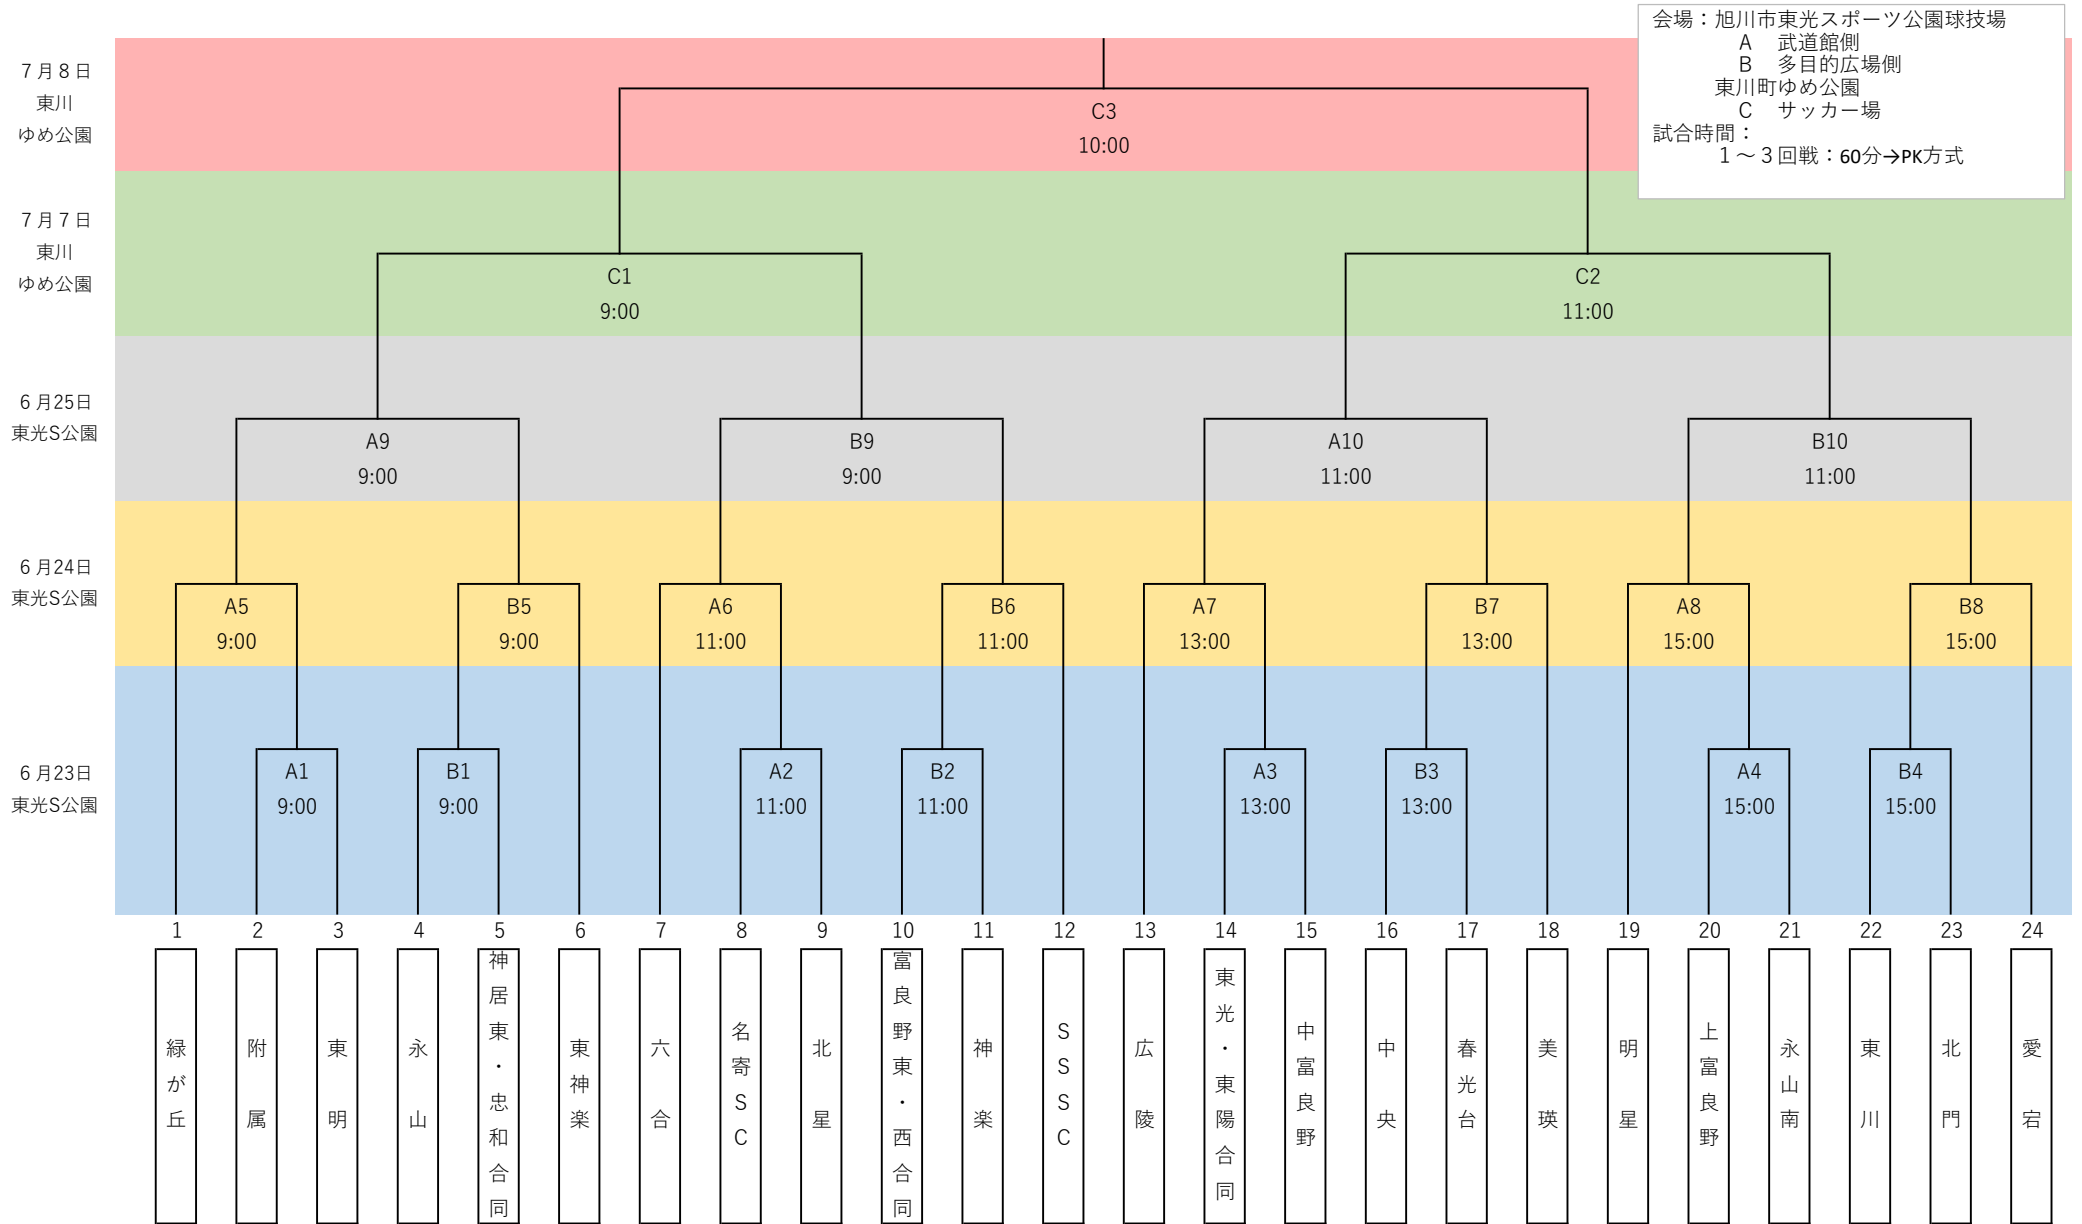 会場：旭川市東光スポーツ公園球技場
A　武道館側
B　多目的広場側
東川町ゆめ公園
C　サッカー場
試合時間：
１～３回戦：60分→PK方式
７月８日
東川
ゆめ公園
C3
10:00
７月７日
東川
ゆめ公園
C1
9:00
C2
11:00
６月25日
東光S公園
A9
9:00
B9
9:00
A10
11:00
B10
11:00
６月24日
東光S公園
A5
9:00
B5
9:00
A6
11:00
B6
11:00
A7
13:00
B7
13:00
A8
15:00
B8
15:00
６月23日
東光S公園
A1
9:00
B1
9:00
A2
11:00
B2
11:00
A3
13:00
B3
13:00
A4
15:00
B4
15:00
1 2 3 4 5 6 7 8 9 10 11 12 13 14 15 16 17 18 19 20 21 22 23 24
緑が丘
附属
東明
永山
神居東・忠和合同
東神楽
六合
名寄SC
北星
富良野東・西合同
神楽
SSSC
広陵
東光・東陽合同
中富良野
中央
春光台
美瑛
明星
上富良野
永山南
東川
北門
愛宕